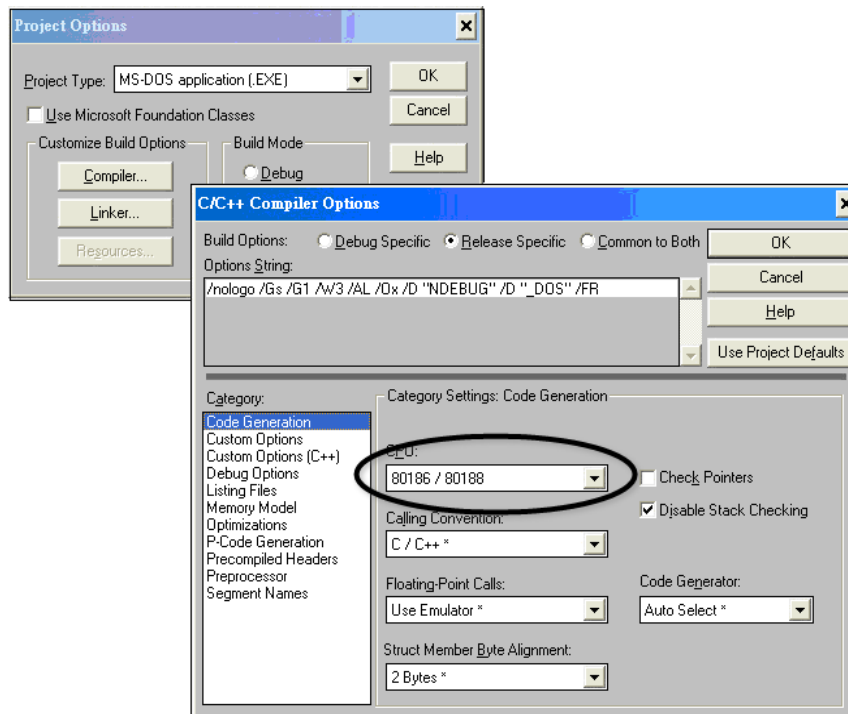 Project Options
Project Type: MS-DOS application (.EXE)
OK
Use Microsoft Foundation Classes
Cancel
Customize Build Options
Build Mode
Help
Compiler...
Debug
Linker...
Resources...
C/C++ Compiler Options
Build Options: Debug Specific Release Specific Common to Both
OK
Options String:
/nologo /Gs /G1 /W3 /AL /Ox /D "NDEBUG" /D "_DOS" /FR
Cancel
Help
Use Project Defaults
Category:
Code Generation
Custom Options
Custom Options (C++)
Debug Options
Listing Files
Memory Model
Optimizations
P-Code Generation
Precompiled Headers
Preprocessor
Segment Names
Category Settings: Code Generation
CPU:
80186 / 80188
Check Pointers
Disable Stack Checking
Calling Convention:
C / C++ *
Floating-Point Calls:
Use Emulator *
Code Generator:
Auto Select *
Struct Member Byte Alignment:
2 Bytes *